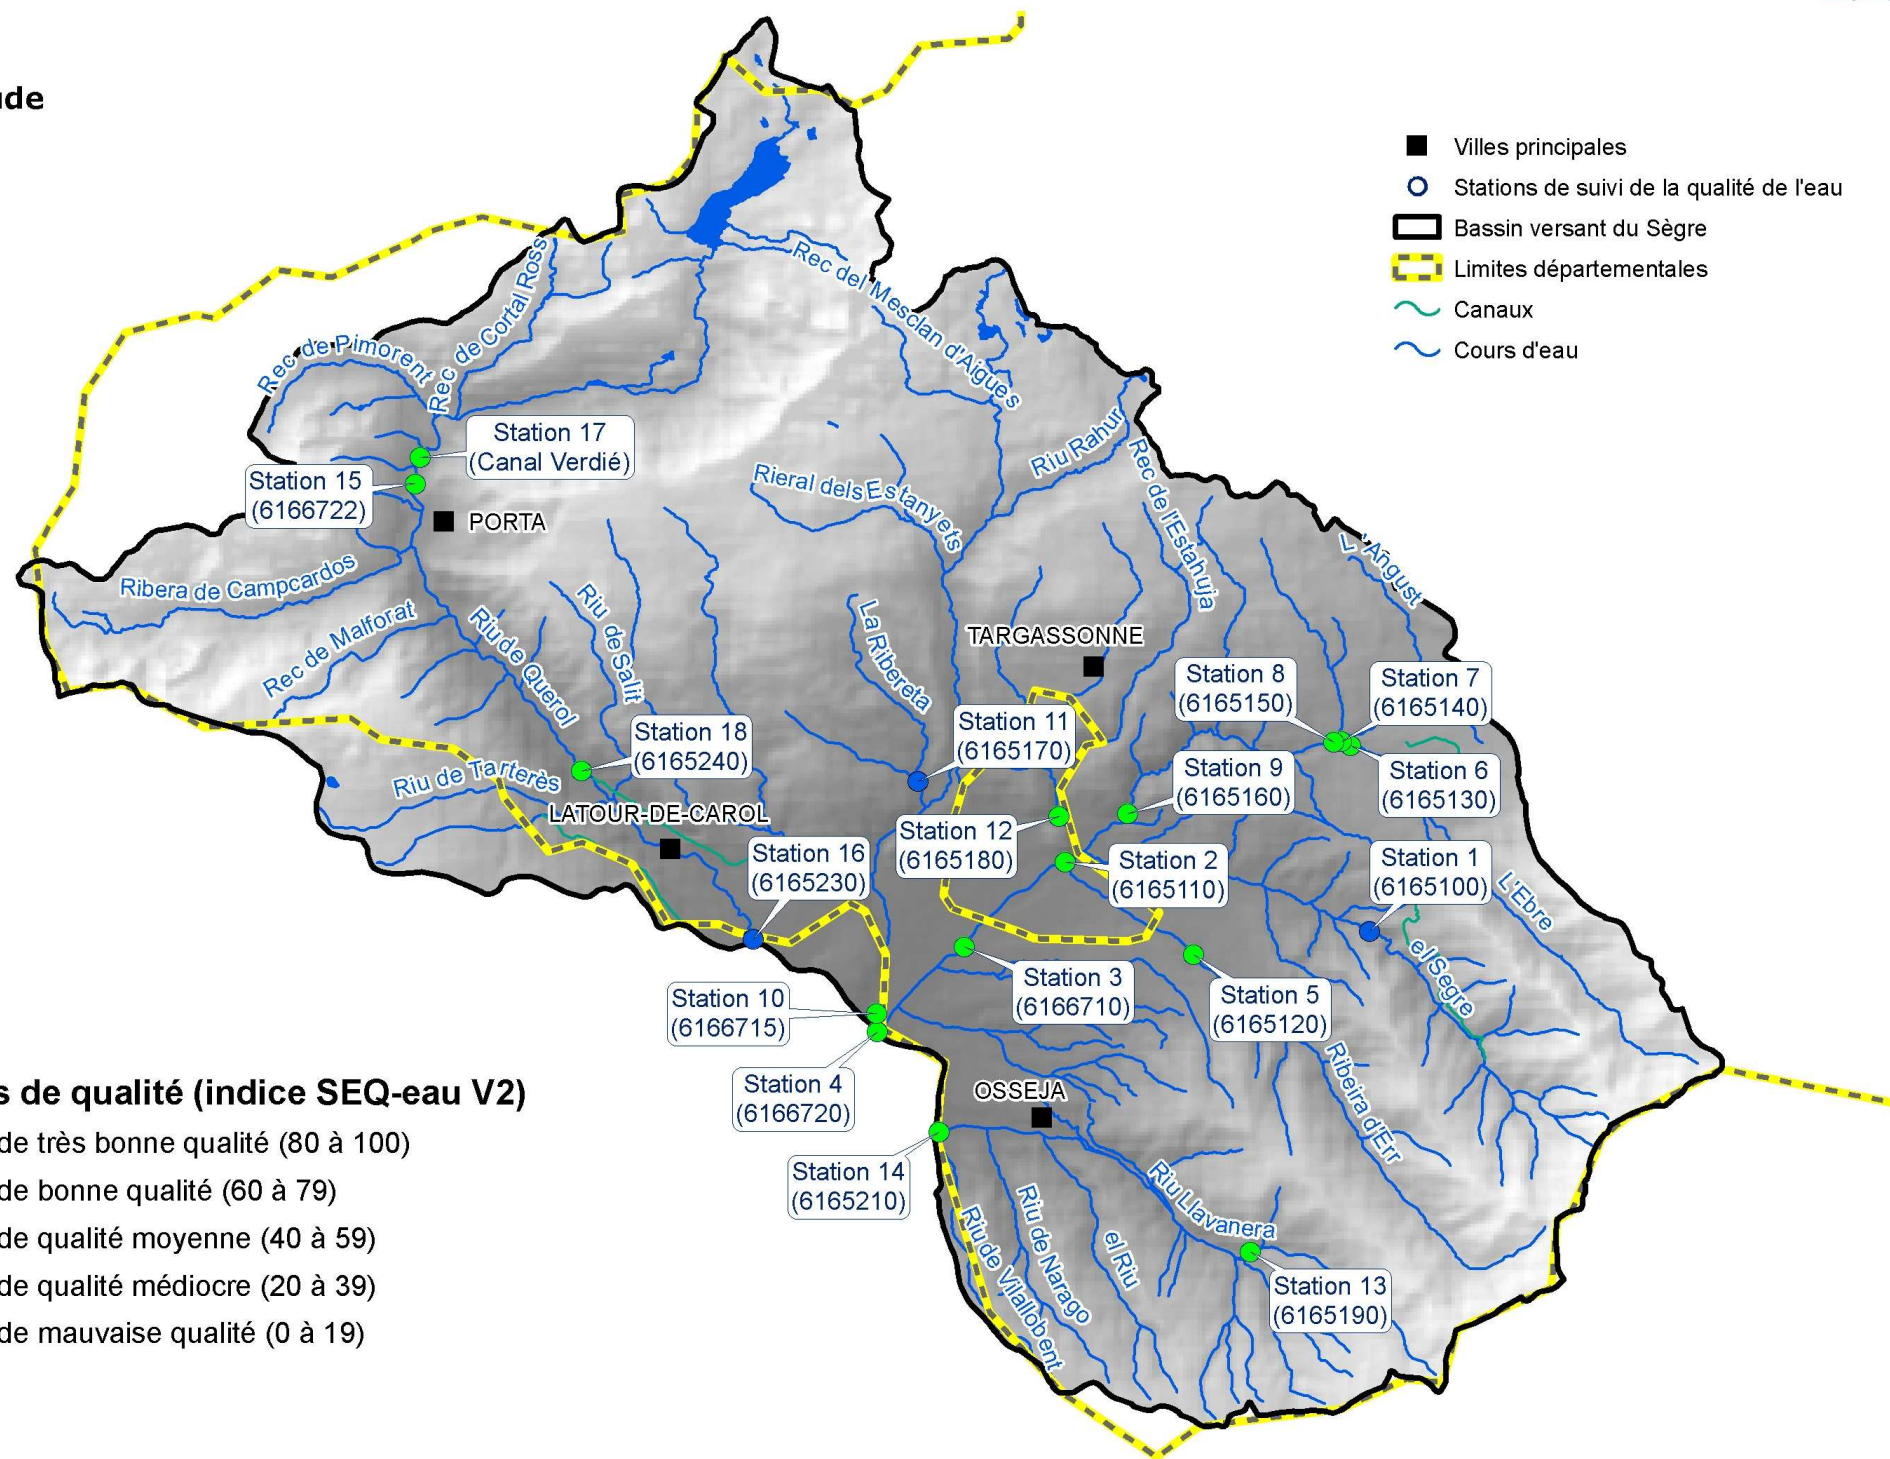 Villes principales
Stations de suivi de la qualité de l'eau
Bassin versant du Sègre
Limites départementales
Canaux
Cours d'eau
Rec del Mesclan d'Aigues
Rec de Cortal Ross
Rec de Pimorent
Station 17
(Canal Verdié)
Station 15
(6166722)
PORTA
Riu Rahur
Rec de l'Estahuja
Rieral dels Estanyets
L'Angust
Ribera de Campcardos
Rec de Malforat
Riu de Querol
Riu de Salit
La Ribereta
TARGASSONNE
Station 8
(6165150)
Station 7
(6165140)
Station 18
(6165240)
Station 11
(6165170)
Station 9
(6165160)
Station 6
(6165130)
Riu de Tarterès
LATOUR-DE-CAROL
Station 12
(6165180)
Station 16
(6165230)
Station 2
(6165110)
Station 1
(6165100)
L'Ebre
el Segre
Station 3
(6166710)
Station 5
(6165120)
Station 10
(6166715)
Station 4
(6166720)
OSSEJA
Ribeira d'Err
Station 14
(6165210)
Riu Llavanera
Riu de Vilallobent
Riu de Narago
el Riu
Station 13
(6165190)
de qualité (indice SEQ-eau V2)
de très bonne qualité (80 à 100)
de bonne qualité (60 à 79)
de qualité moyenne (40 à 59)
de qualité médiocre (20 à 39)
de mauvaise qualité (0 à 19)